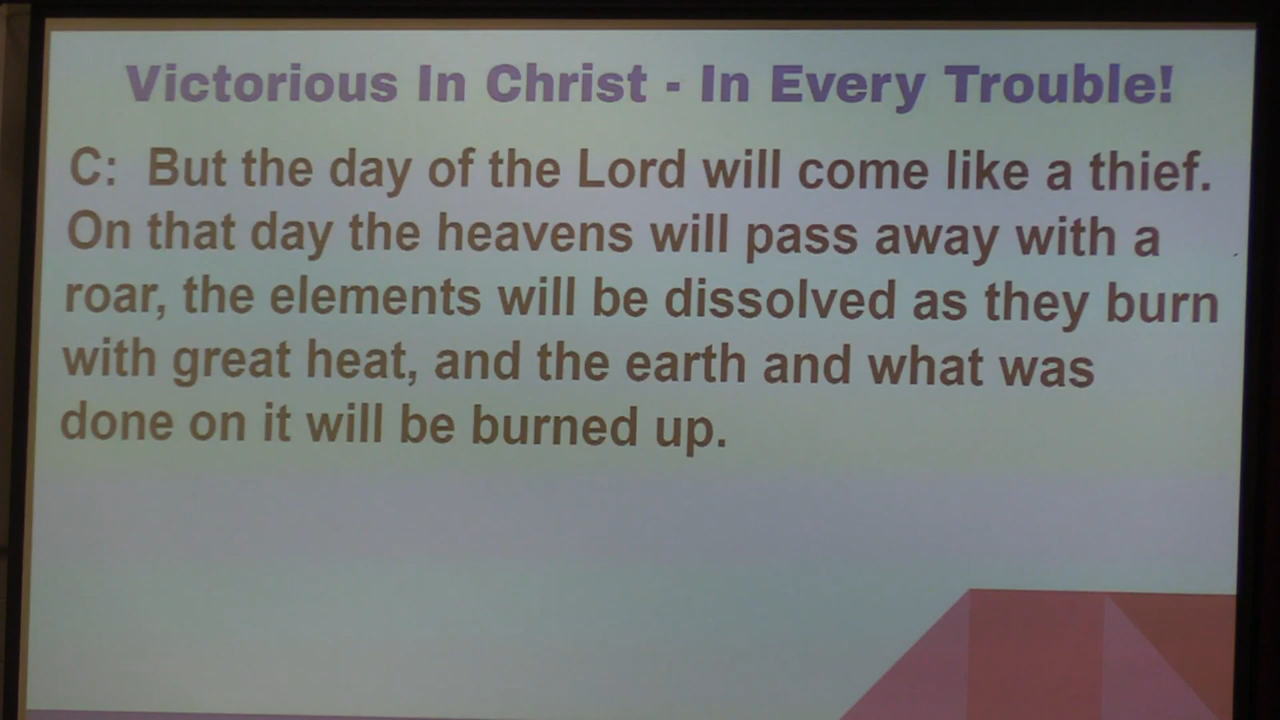 Victorious In Christ - In Every Trouble!
C: But the day of the Lord will come like a thief.
On that day the heavens will pass away with a
roar, the elements will be dissolved as they burn
with great heat, and the earth and what was
done on it will be burned up.